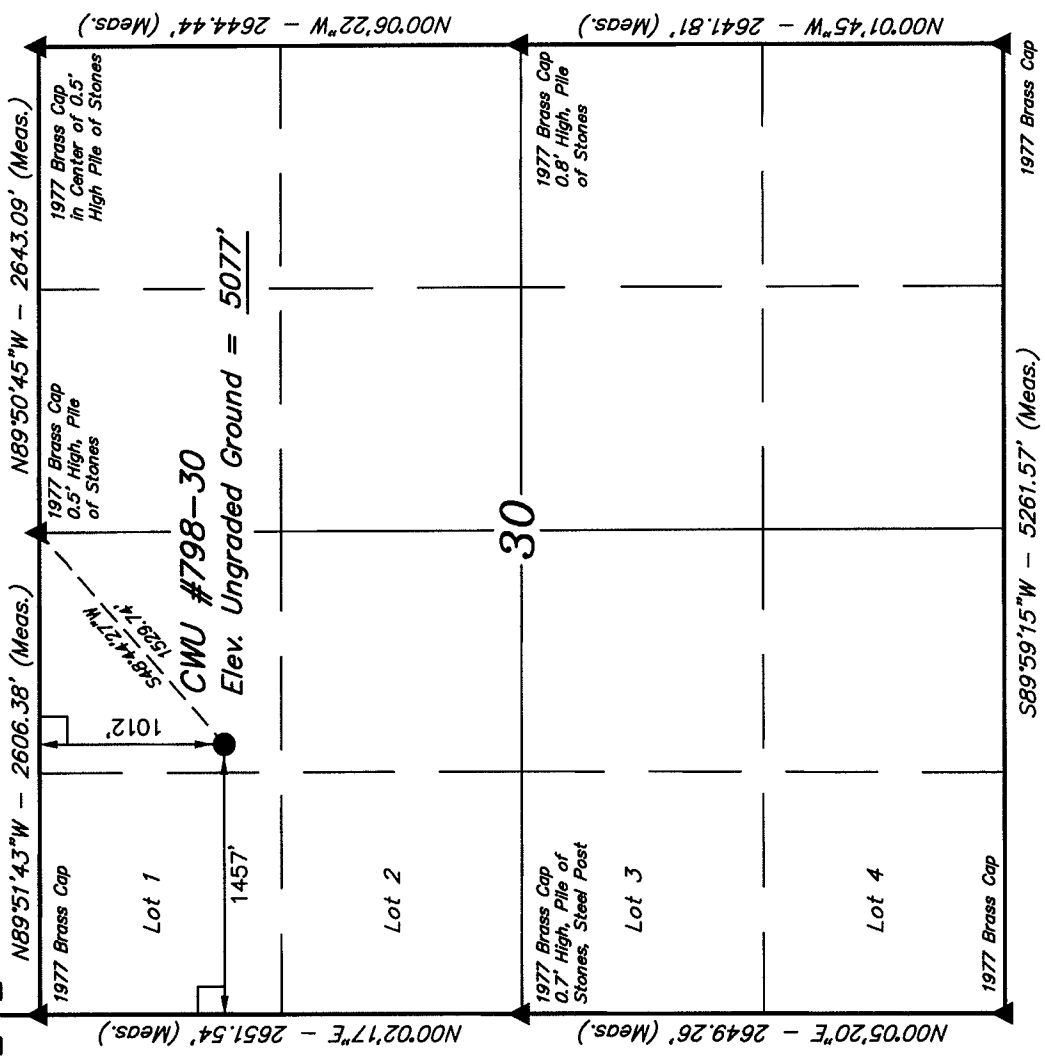 N89°51'43"W - 2606.38' (Meas.)
N89°50'45"W - 2643.09' (Meas.)
1977 Brass Cap
1977 Brass Cap
0.5' High, Pile
of Stones
1977 Brass Cap
in Center of 0.5'
High Pile of Stones
N00°02'17"E - 2651.54' (Meas.)
N00°06'22"W - 2644.44' (Meas.)
Lot 1
1012'
S48°44'27"W
1529.74'
CWU #798-30
Elev. Ungraded Ground = 5077'
1457'
Lot 2
30
1977 Brass Cap
0.7' High, Pile of
Stones, Steel Post
1977 Brass Cap
0.8' High, Pile
of Stones
Lot 3
N00°05'20"E - 2649.26' (Meas.)
N00°01'45"W - 2641.81' (Meas.)
Lot 4
1977 Brass Cap
1977 Brass Cap
S89°59'15"W - 5261.57' (Meas.)